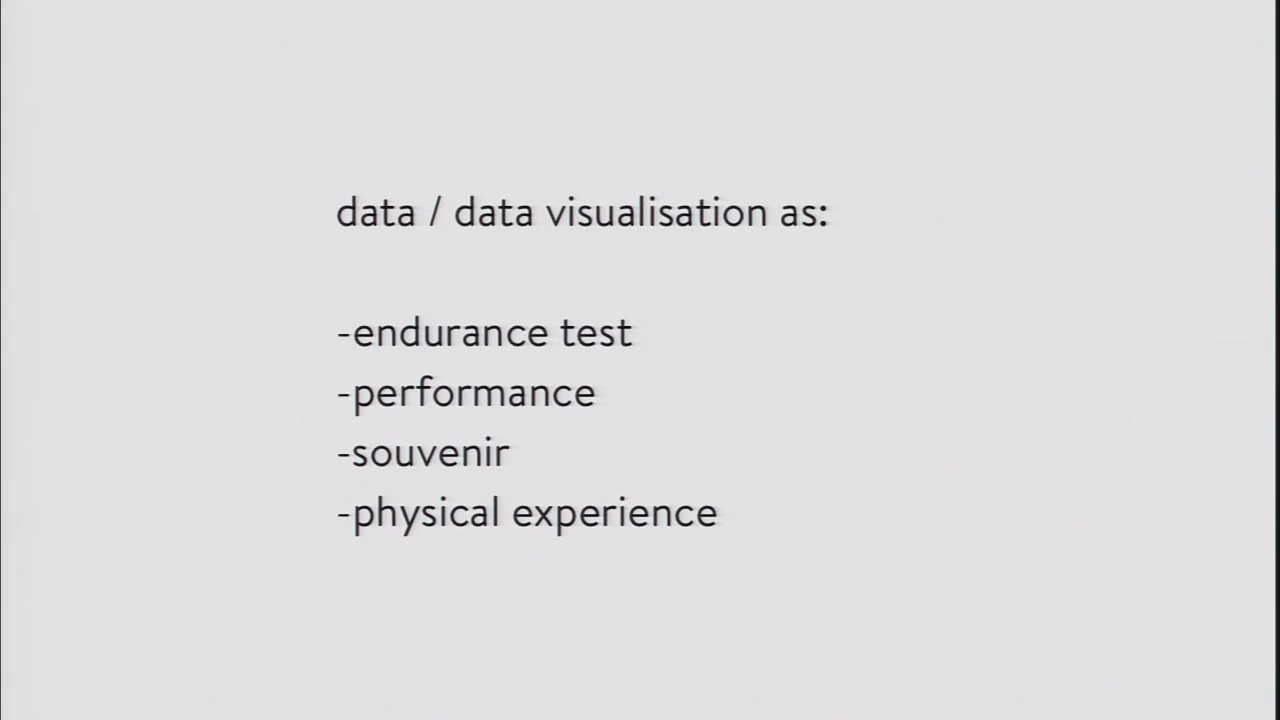 data / data visualisation as:
-endurance test
-performance
-souvenir
-physical experience